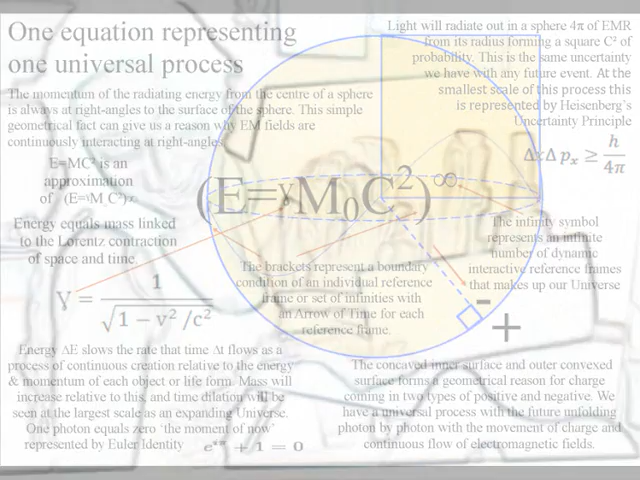 One equation representing
one universal process
Light will radiate out in a sphere 4π of EMR
from its radius forming a square C² of
probability. This is the same uncertainty
we have with any future event. At the
smallest scale of this process this
is represented by Heisenberg's
Uncertainty Principle
Δx Δ pₓ ≥ h/4π
The momentum of the radiating energy from the centre of a sphere
is always at right-angles to the surface of the sphere. This simple
geometrical fact can give us a reason why EM fields are
continuously interacting at right-angles
E=MC² is an
approximation
of (E=ɣM C²)
(E=ɣM₀C²)∞
Energy equals mass linked
to the Lorentz contraction
of space and time.
The infinity symbol
represents an infinite
number of dynamic
interactive reference frames
that makes up our Universe
The brackets represent a boundary
condition of an individual reference
frame or set of infinities with
an Arrow of Time for each
reference frame.
Ɣ = 1/√1 − v²/c²
-
+
Energy ΔE slows the rate that time Δt flows as a
process of continuous creation relative to the energy
& momentum of each object or life form. Mass will
increase relative to this, and time dilation will be
seen at the largest scale as an expanding Universe.
One photon equals zero 'the moment of now'
represented by Euler Identity e^iπ + 1 = 0
The concaved inner surface and outer convexed
surface forms a geometrical reason for charge
coming in two types of postive and negative. We
have a universal process with the future unfolding
photon by photon with the movement of charge and
continuous flow of electromagnetic fields.